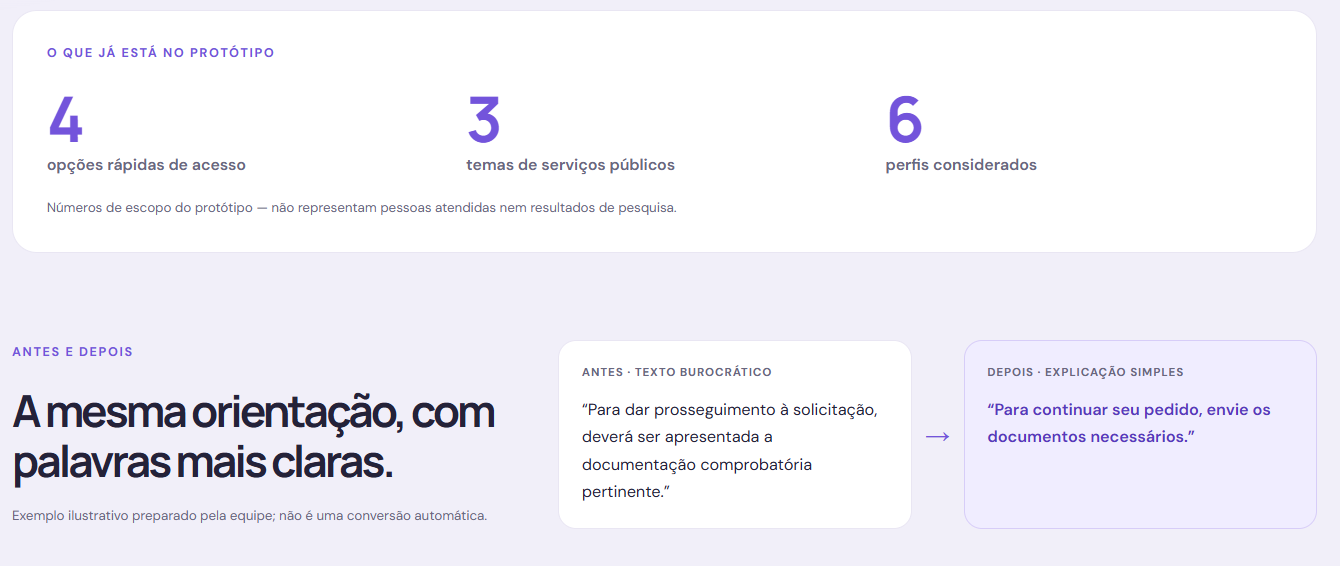 O QUE JÁ ESTÁ NO PROTÓTIPO
4
opções rápidas de acesso
3
temas de serviços públicos
6
perfis considerados
Números de escopo do protótipo — não representam pessoas atendidas nem resultados de pesquisa.
ANTES E DEPOIS
A mesma orientação, com
palavras mais claras.
Exemplo ilustrativo preparado pela equipe; não é uma conversão automática.
ANTES · TEXTO BUROCRÁTICO
“Para dar prosseguimento à solicitação,
deverá ser apresentada a
documentação comprobatória
pertinente.”
→
DEPOIS · EXPLICAÇÃO SIMPLES
“Para continuar seu pedido, envie os
documentos necessários.”